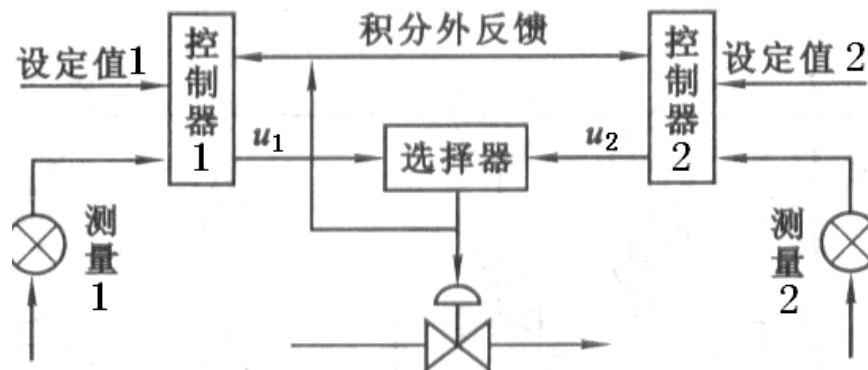 设定值1
控制器1
积分外反馈
控制器2
设定值2
u1
选择器
u2
测量1
测量2